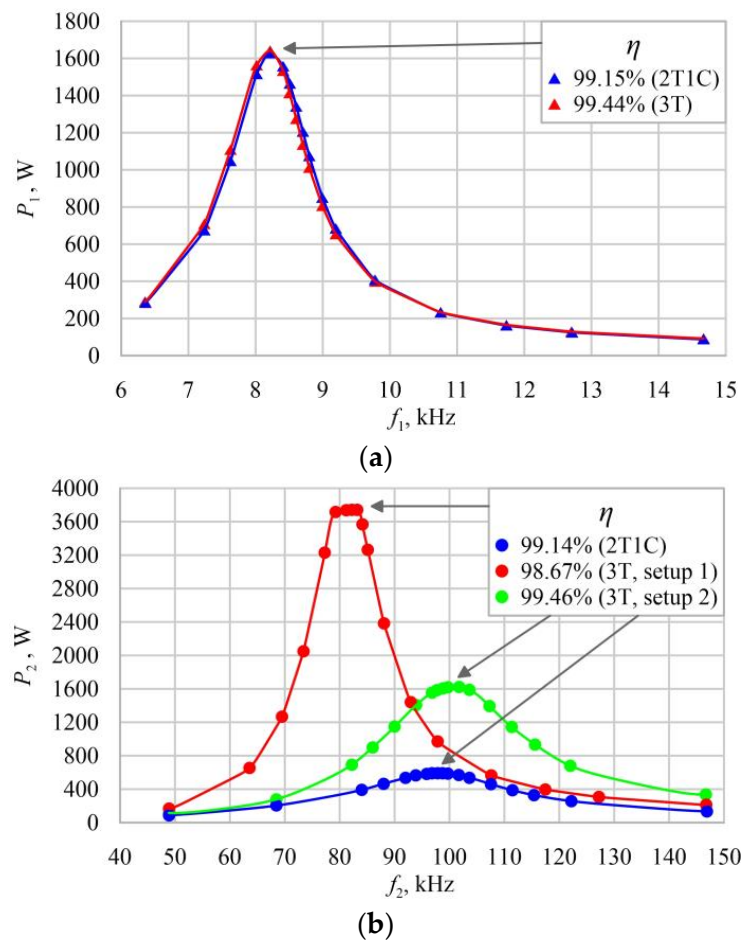 1800
1600
1400
1200
1000
800
600
400
200
0
P1, W
η
99.15% (2T1C)
99.44% (3T)
6 7 8 9 10 11 12 13 14 15
f1, kHz
(a)
4000
3600
3200
2800
2400
2000
1600
1200
800
400
0
P2, W
η
99.14% (2T1C)
98.67% (3T, setup 1)
99.46% (3T, setup 2)
40 50 60 70 80 90 100 110 120 130 140 150
f2, kHz
(b)